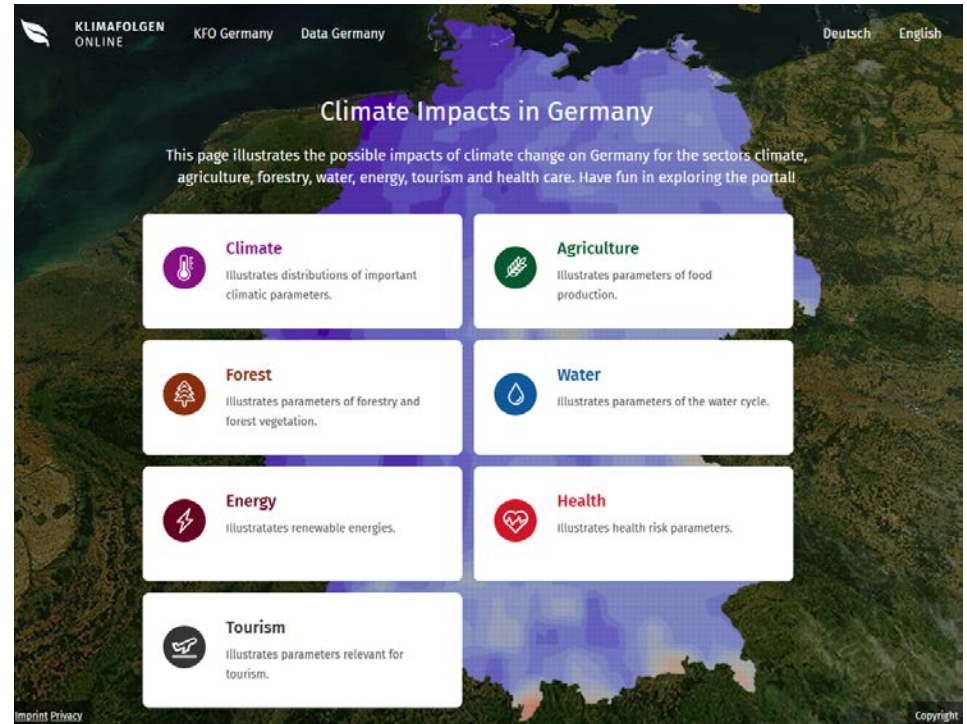 KLIMAFOLGEN
ONLINE
KFO Germany
Data Germany
Deutsch
English
Climate Impacts in Germany
This page illustrates the possible impacts of climate change on Germany for the sectors climate,
agriculture, forestry, water, energy, tourism and health care. Have fun in exploring the portal!
Climate
Illustrates distributions of important
climatic parameters.
Agriculture
Illustrates parameters of food
production.
Forest
Illustrates parameters of forestry and
forest vegetation.
Water
Illustrates parameters of the water cycle.
Energy
Illustratates renewable energies.
Health
Illustrates health risk parameters.
Tourism
Illustrates parameters relevant for
tourism.
Imprint Privacy
Copyright